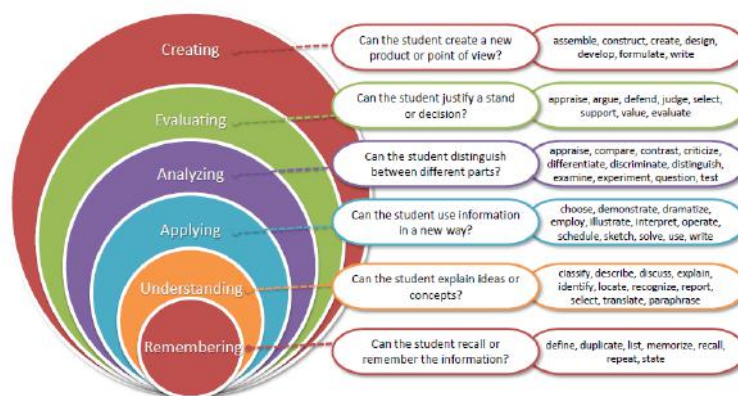 Creating
Can the student create a new
product or point of view?
assemble, construct, create, design,
develop, formulate, write
Evaluating
Can the student justify a stand
or decision?
appraise, argue, defend, judge, select,
support, value, evaluate
Analyzing
Can the student distinguish
between different parts?
appraise, compare, contrast, criticize,
differentiate, discriminate, distinguish,
examine, experiment, question, test
Applying
Can the student use information
in a new way?
choose, demonstrate, dramatize,
employ, illustrate, interpret, operate,
schedule, sketch, solve, use, write
Understanding
Can the student explain ideas or
concepts?
classify, describe, discuss, explain,
identify, locate, recognize, report,
select, translate, paraphrase
Remembering
Can the student recall or
remember the information?
define, duplicate, list, memorize, recall,
repeat, state